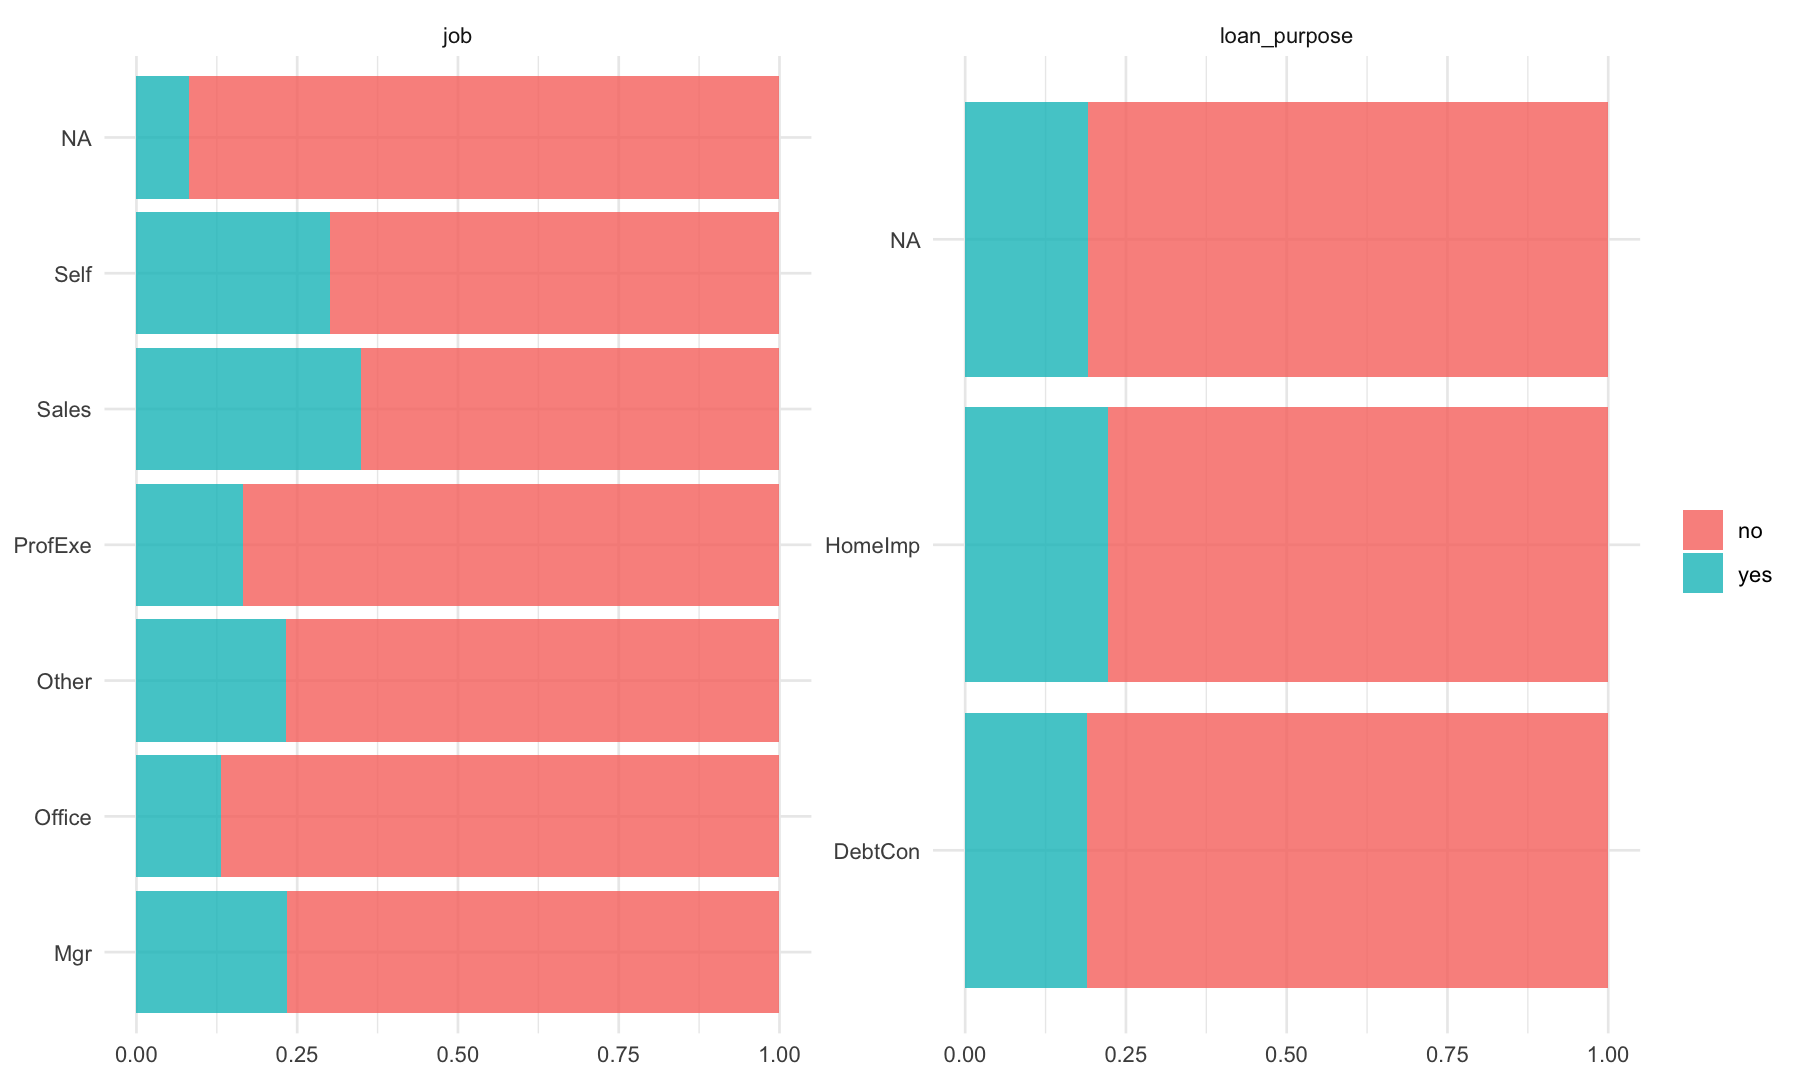 job
NA
Self
Sales
ProfExe
Other
Office
Mgr
0.00 0.25 0.50 0.75 1.00
loan_purpose
NA
HomeImp
DebtCon
0.00 0.25 0.50 0.75 1.00
no
yes